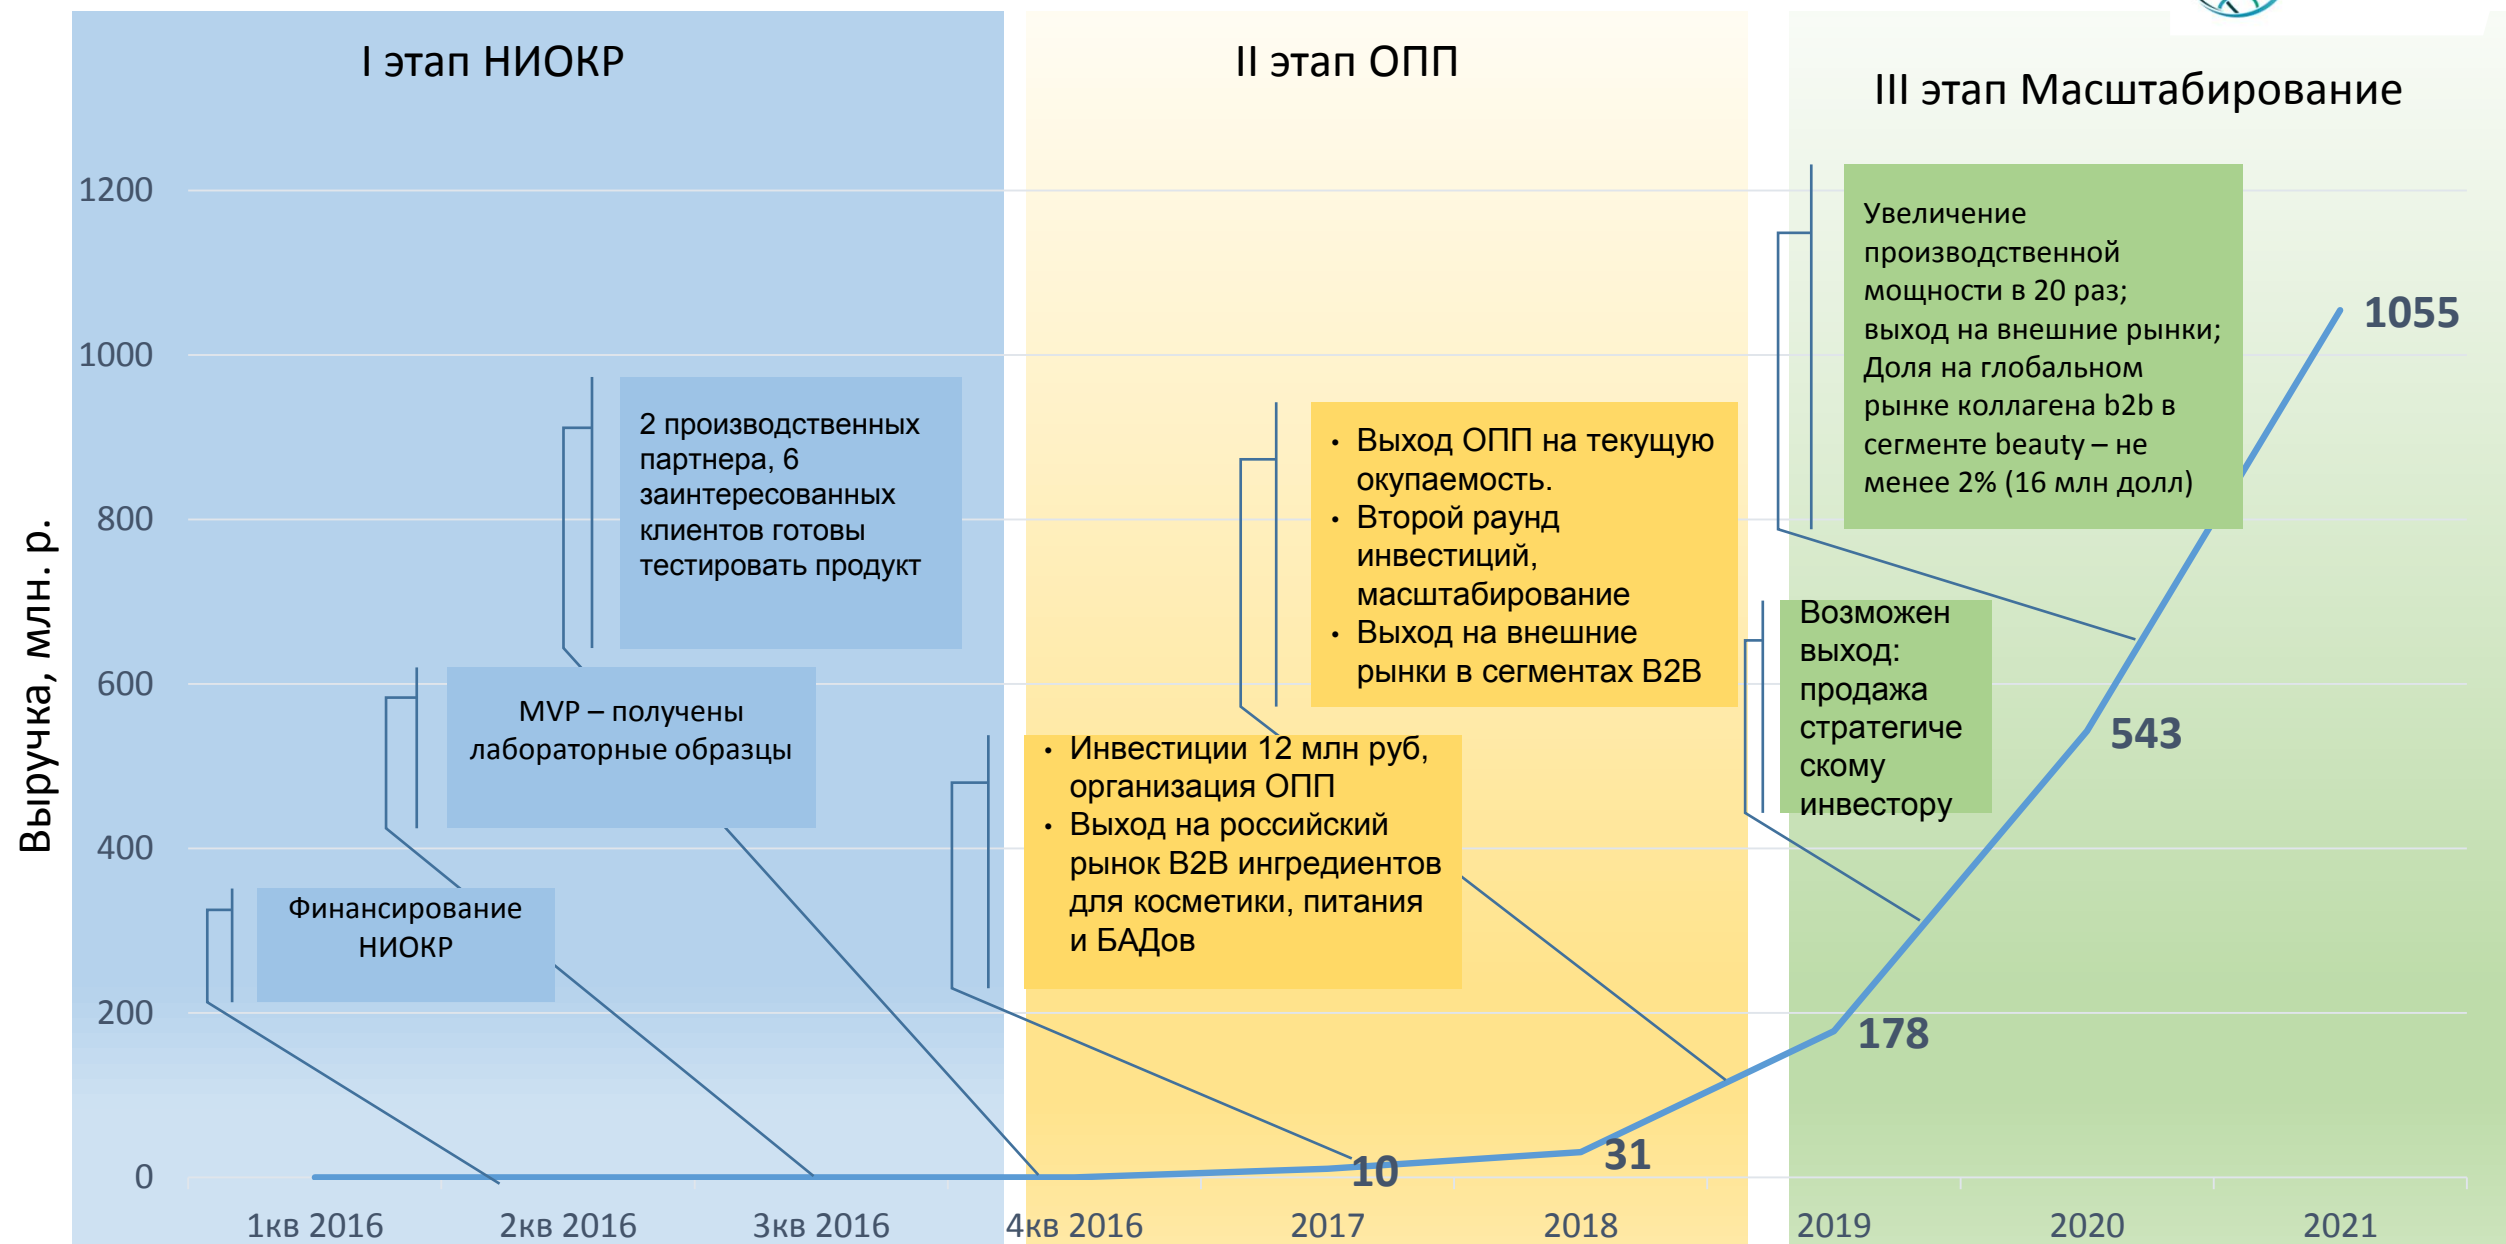 I этап НИОКР
II этап ОПП
III этап Масштабирование
Выручка, млн. р.
1200
1000
800
600
400
200
0
Финансирование
НИОКР
MVP – получены
лабораторные образцы
2 производственных
партнера, 6
заинтересованных
клиентов готовы
тестировать продукт
• Инвестиции 12 млн руб,
организация ОПП
• Выход на российский
рынок B2B ингредиентов
для косметики, питания
и БАДов
• Выход ОПП на текущую
окупаемость.
• Второй раунд
инвестиций,
масштабирование
• Выход на внешние
рынки в сегментах B2B
Возможен
выход:
продажа
стратегиче
скому
инвестору
Увеличение
производственной
мощности в 20 раз;
выход на внешние рынки;
Доля на глобальном
рынке коллагена b2b в
сегменте beauty – не
менее 2% (16 млн долл)
10
31
178
543
1055
1кв 2016
2кв 2016
3кв 2016
4кв 2016
2017
2018
2019
2020
2021